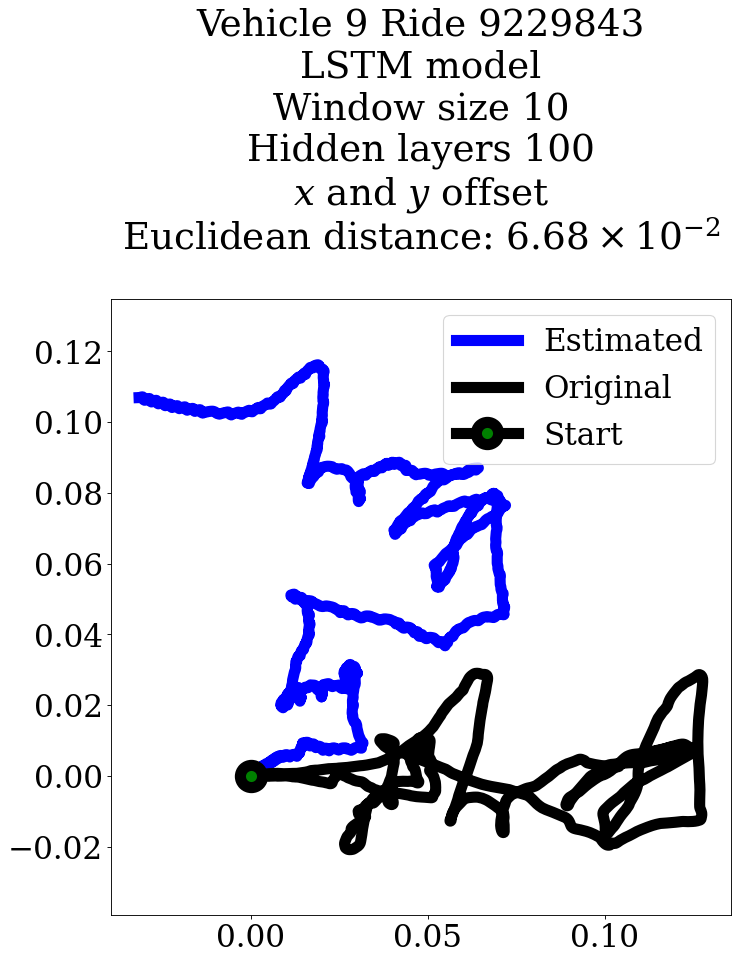 Vehicle 9 Ride 9229843
LSTM model
Window size 10
Hidden layers 100
x and y offset
Euclidean distance: 6.68 × 10⁻²
Estimated
Original
Start
0.12
0.10
0.08
0.06
0.04
0.02
0.00
−0.02
0.00 0.05 0.10